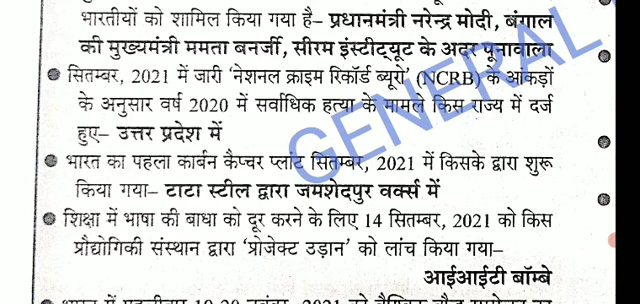 भारतीयों को शामिल किया गया है– प्रधानमंत्री नरेन्द्र मोदी, बंगाल
की मुख्यमंत्री ममता बनर्जी, सीरम इंस्टीट्यूट के अदर पूनावाला
● सितम्बर, 2021 में जारी 'नेशनल क्राइम रिकॉर्ड ब्यूरो' (NCRB) के आंकड़ों
के अनुसार वर्ष 2020 में सर्वाधिक हत्या के मामले किस राज्य में दर्ज
हुए– उत्तर प्रदेश में
● भारत का पहला कार्बन कैप्चर प्लांट सितम्बर, 2021 में किसके द्वारा शुरू
किया गया– टाटा स्टील द्वारा जमशेदपुर वर्क्स में
● शिक्षा में भाषा की बाधा को दूर करने के लिए 14 सितम्बर, 2021 को किस
प्रौद्योगिकी संस्थान द्वारा 'प्रोजेक्ट उड़ान' को लांच किया गया–
आईआईटी बॉम्बे
GENERAL